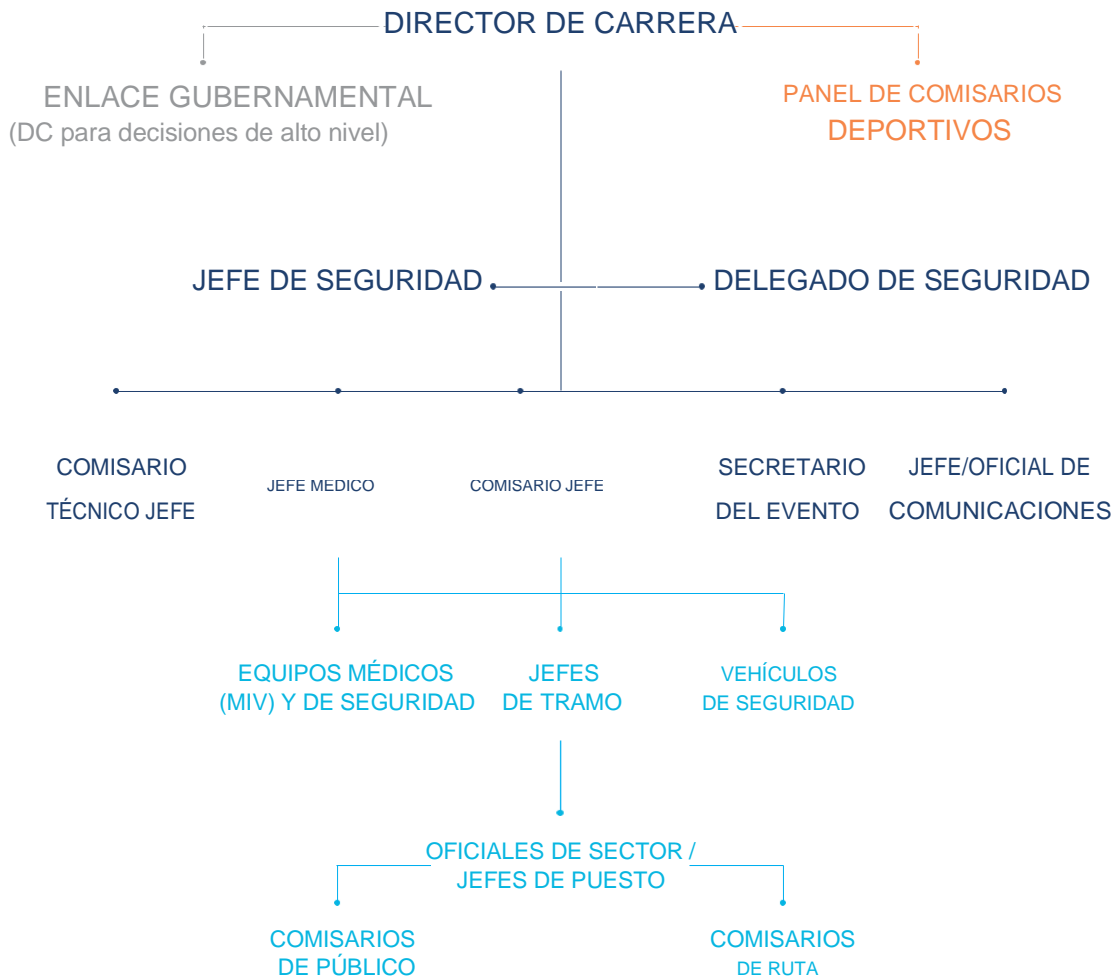 DIRECTOR DE CARRERA
ENLACE GUBERNAMENTAL
(DC para decisiones de alto nivel)
PANEL DE COMISARIOS
DEPORTIVOS
JEFE DE SEGURIDAD
DELEGADO DE SEGURIDAD
COMISARIO
TÉCNICO JEFE
JEFE MEDICO
COMISARIO JEFE
SECRETARIO
DEL EVENTO
JEFE/OFICIAL DE
COMUNICACIONES
EQUIPOS MÉDICOS
(MIV) Y DE SEGURIDAD
JEFES
DE TRAMO
VEHÍCULOS
DE SEGURIDAD
OFICIALES DE SECTOR /
JEFES DE PUESTO
COMISARIOS
DE PÚBLICO
COMISARIOS
DE RUTA